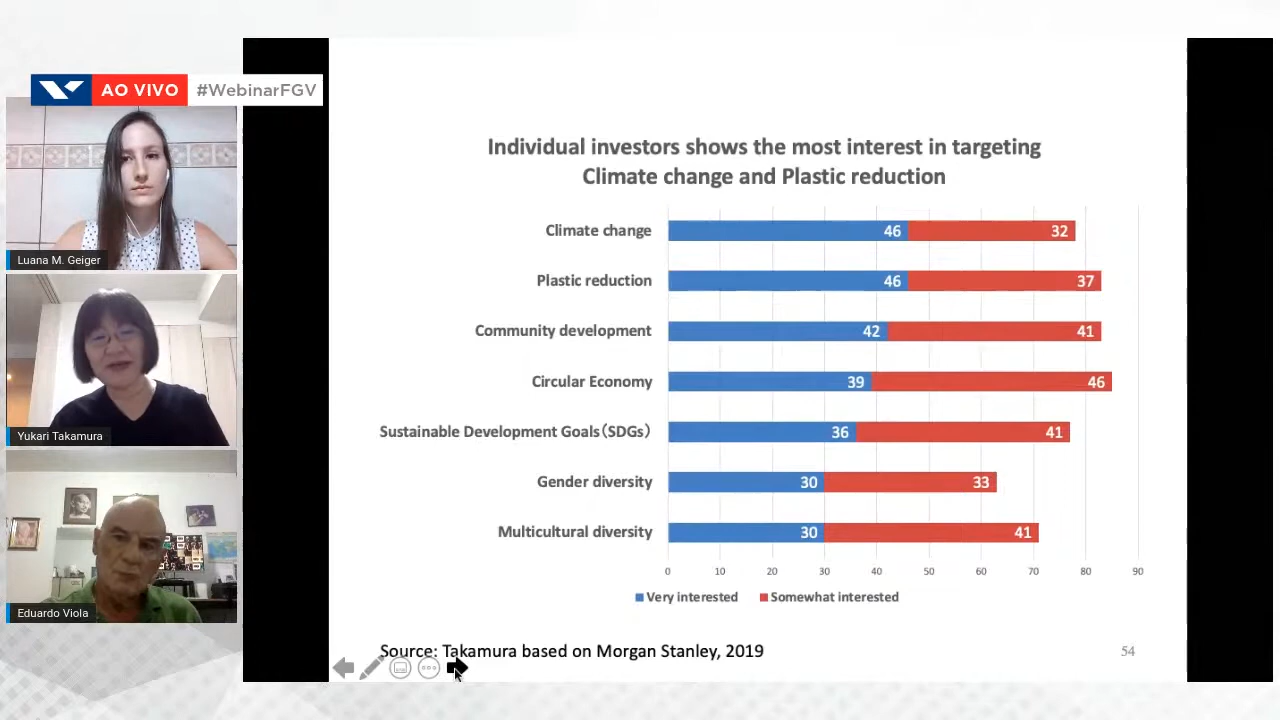 AO VIVO #WebinarFGV
Luana M. Geiger
Yukari Takamura
Eduardo Viola
Individual investors shows the most interest in targeting
Climate change and Plastic reduction
Climate change 46 32
Plastic reduction 46 37
Community development 42 41
Circular Economy 39 46
Sustainable Development Goals（SDGs） 36 41
Gender diversity 30 33
Multicultural diversity 30 41
0 10 20 30 40 50 60 70 80 90
Very interested Somewhat interested
Source: Takamura based on Morgan Stanley, 2019
54